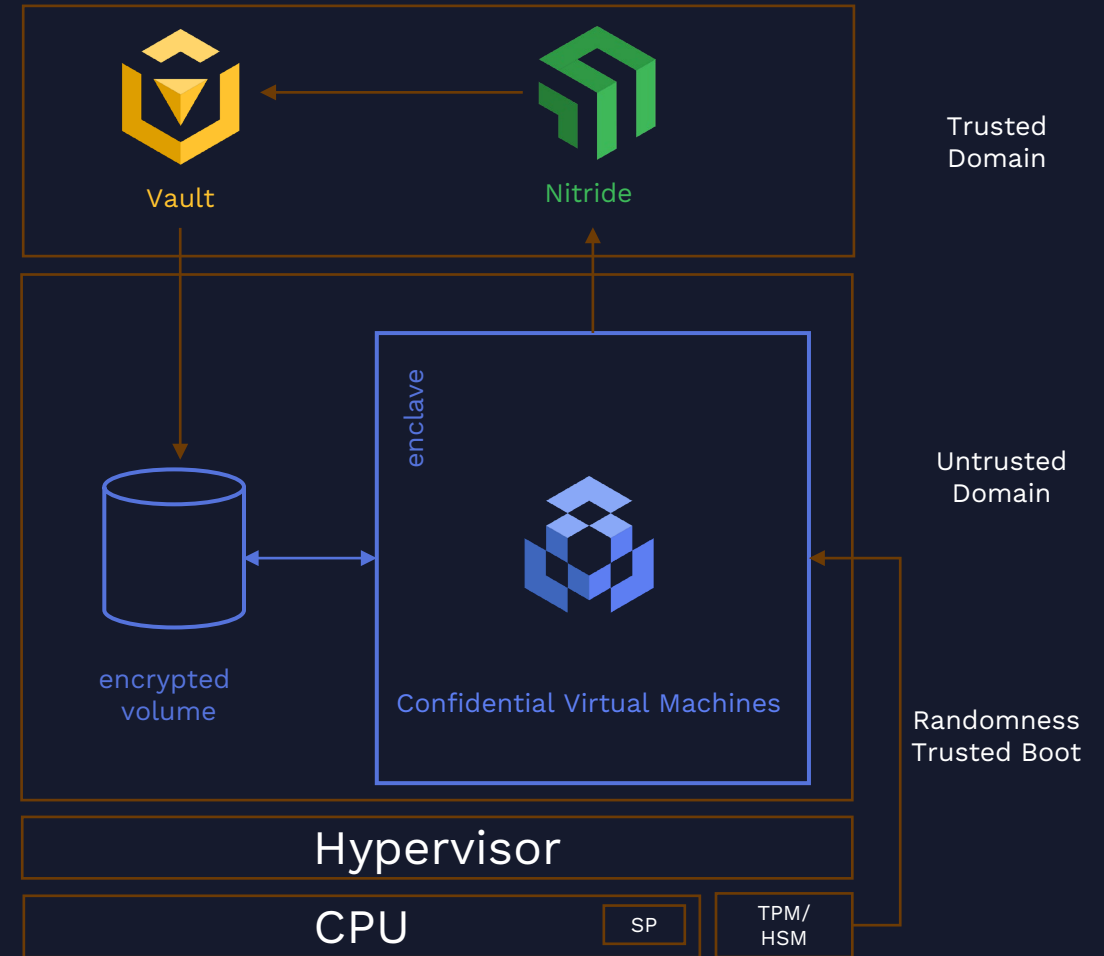 Vault
Nitride
Trusted
Domain
enclave
Untrusted
Domain
encrypted
volume
Confidential Virtual Machines
Randomness
Trusted Boot
Hypervisor
CPU
SP
TPM/
HSM